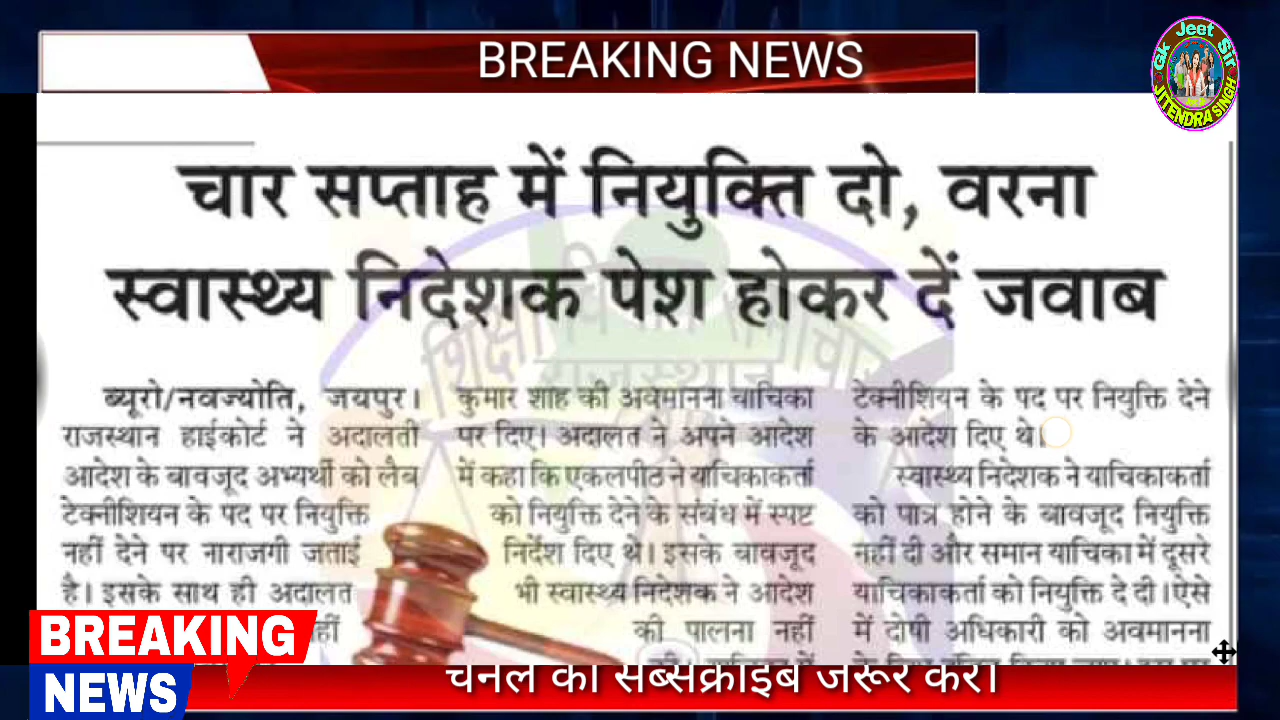 BREAKING NEWS
Gk Jeet Sir
JITENDRA SINGH
चार सप्ताह में नियुक्ति दो, वरना
स्वास्थ्य निदेशक पेश होकर दें जवाब
शिक्षा विभाग समाचार
राजस्थान
ब्यूरो/नवज्योति, जयपुर।
राजस्थान हाईकोर्ट ने अदालती
आदेश के बावजूद अभ्यर्थी को लैब
टेक्नीशियन के पद पर नियुक्ति
नहीं देने पर नाराजगी जताई
है। इसके साथ ही अदालत
कुमार शाह की अवमानना याचिका
पर दिए। अदालत ने अपने आदेश
में कहा कि एकलपीठ ने याचिकाकर्ता
को नियुक्ति देने के संबंध में स्पष्ट
निर्देश दिए थे। इसके बावजूद
भी स्वास्थ्य निदेशक ने आदेश
की पालना नहीं
टेक्नीशियन के पद पर नियुक्ति देने
के आदेश दिए थे।
स्वास्थ्य निदेशक ने याचिकाकर्ता
को पात्र होने के बावजूद नियुक्ति
नहीं दी और समान याचिका में दूसरे
याचिकाकर्ता को नियुक्ति दे दी। ऐसे
में दोषी अधिकारी को अवमानना
BREAKING
NEWS
चैनल को सब्सक्राइब जरूर करें।